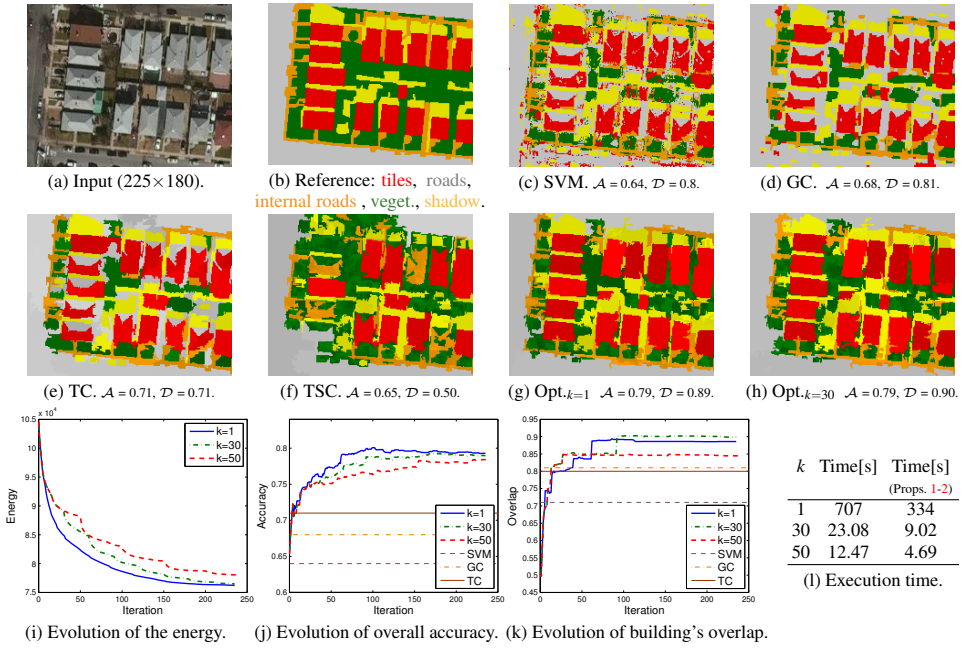 (a) Input (225×180).
(b) Reference: tiles, roads,
internal roads , veget., shadow.
(c) SVM. A = 0.64, D = 0.8.
(d) GC. A = 0.68, D = 0.81.
(e) TC. A = 0.71, D = 0.71.
(f) TSC. A = 0.65, D = 0.50.
(g) Opt.k=1 A = 0.79, D = 0.89.
(h) Opt.k=30 A = 0.79, D = 0.90.
x 10^4
10.5
9.5
8.5
7.5
Energy
0 50 100 150 200 250
Iteration
k=1
k=30
k=50
(i) Evolution of the energy.
0.8
0.7
0.6
Accuracy
0 50 100 150 200 250
Iteration
k=1
k=30
k=50
SVM
GC
TC
(j) Evolution of overall accuracy.
0.95
0.9
0.85
0.8
0.75
0.7
0.65
0.6
0.55
0.5
0.45
Overlap
0 50 100 150 200 250
Iteration
k=1
k=30
k=50
SVM
GC
TC
(k) Evolution of building's overlap.
k Time[s] Time[s]
(Props. 1-2)
1 707 334
30 23.08 9.02
50 12.47 4.69
(l) Execution time.